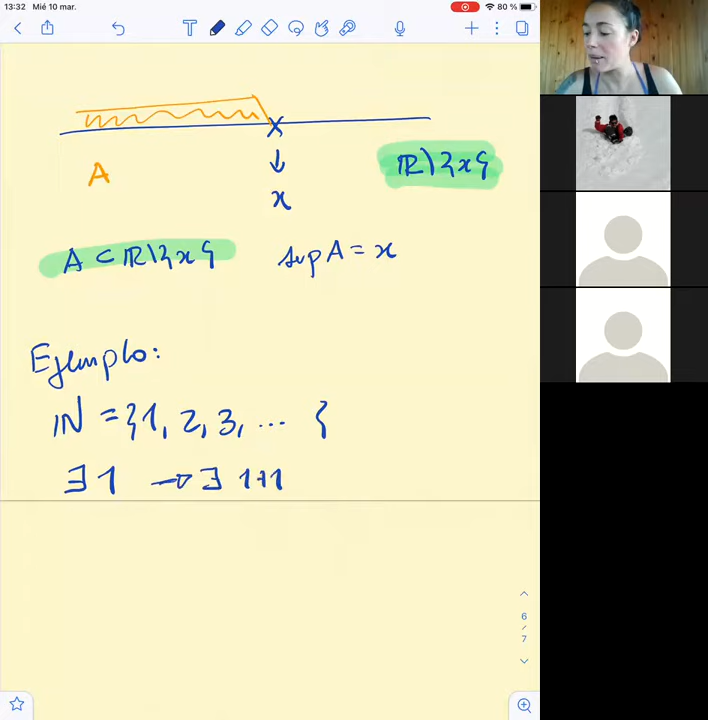 13:32 Mié 10 mar.
80 %
A
x
ℝ\{x}
A ⊂ ℝ\{x} sup A = x
Ejemplo:
ℕ = {1, 2, 3, ... }
∃ 1 → ∃ 1+1
6
/
7